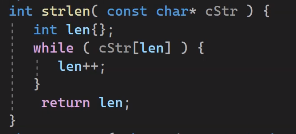 int strlen( const char* cStr ) {
int len{};
while ( cStr[len] ) {
len++;
}
return len;
}